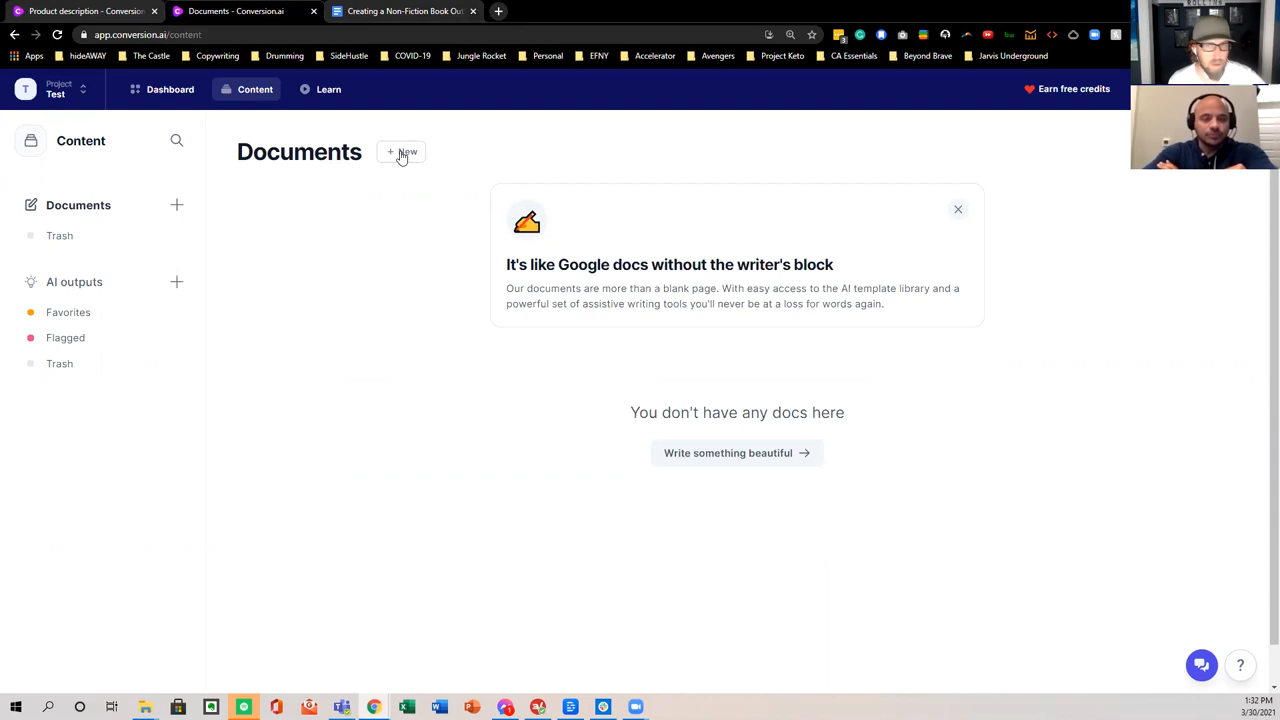 Product description - Conversion
Documents - Conversion.ai
Creating a Non-Fiction Book Out
app.conversion.ai/content
Apps
hideAWAY
The Castle
Copywriting
Drumming
SideHustle
COVID-19
Jungle Rocket
Personal
EFNY
Accelerator
Avengers
Project Keto
CA Essentials
Beyond Brave
Jarvis Underground
T
Project
Test
Dashboard
Content
Learn
Earn free credits
Content
Documents
+ New
Documents
Trash
AI outputs
Favorites
Flagged
Trash
It's like Google docs without the writer's block
Our documents are more than a blank page. With easy access to the AI template library and a
powerful set of assistive writing tools you'll never be at a loss for words again.
You don't have any docs here
Write something beautiful →
?
1:32 PM
3/30/2021